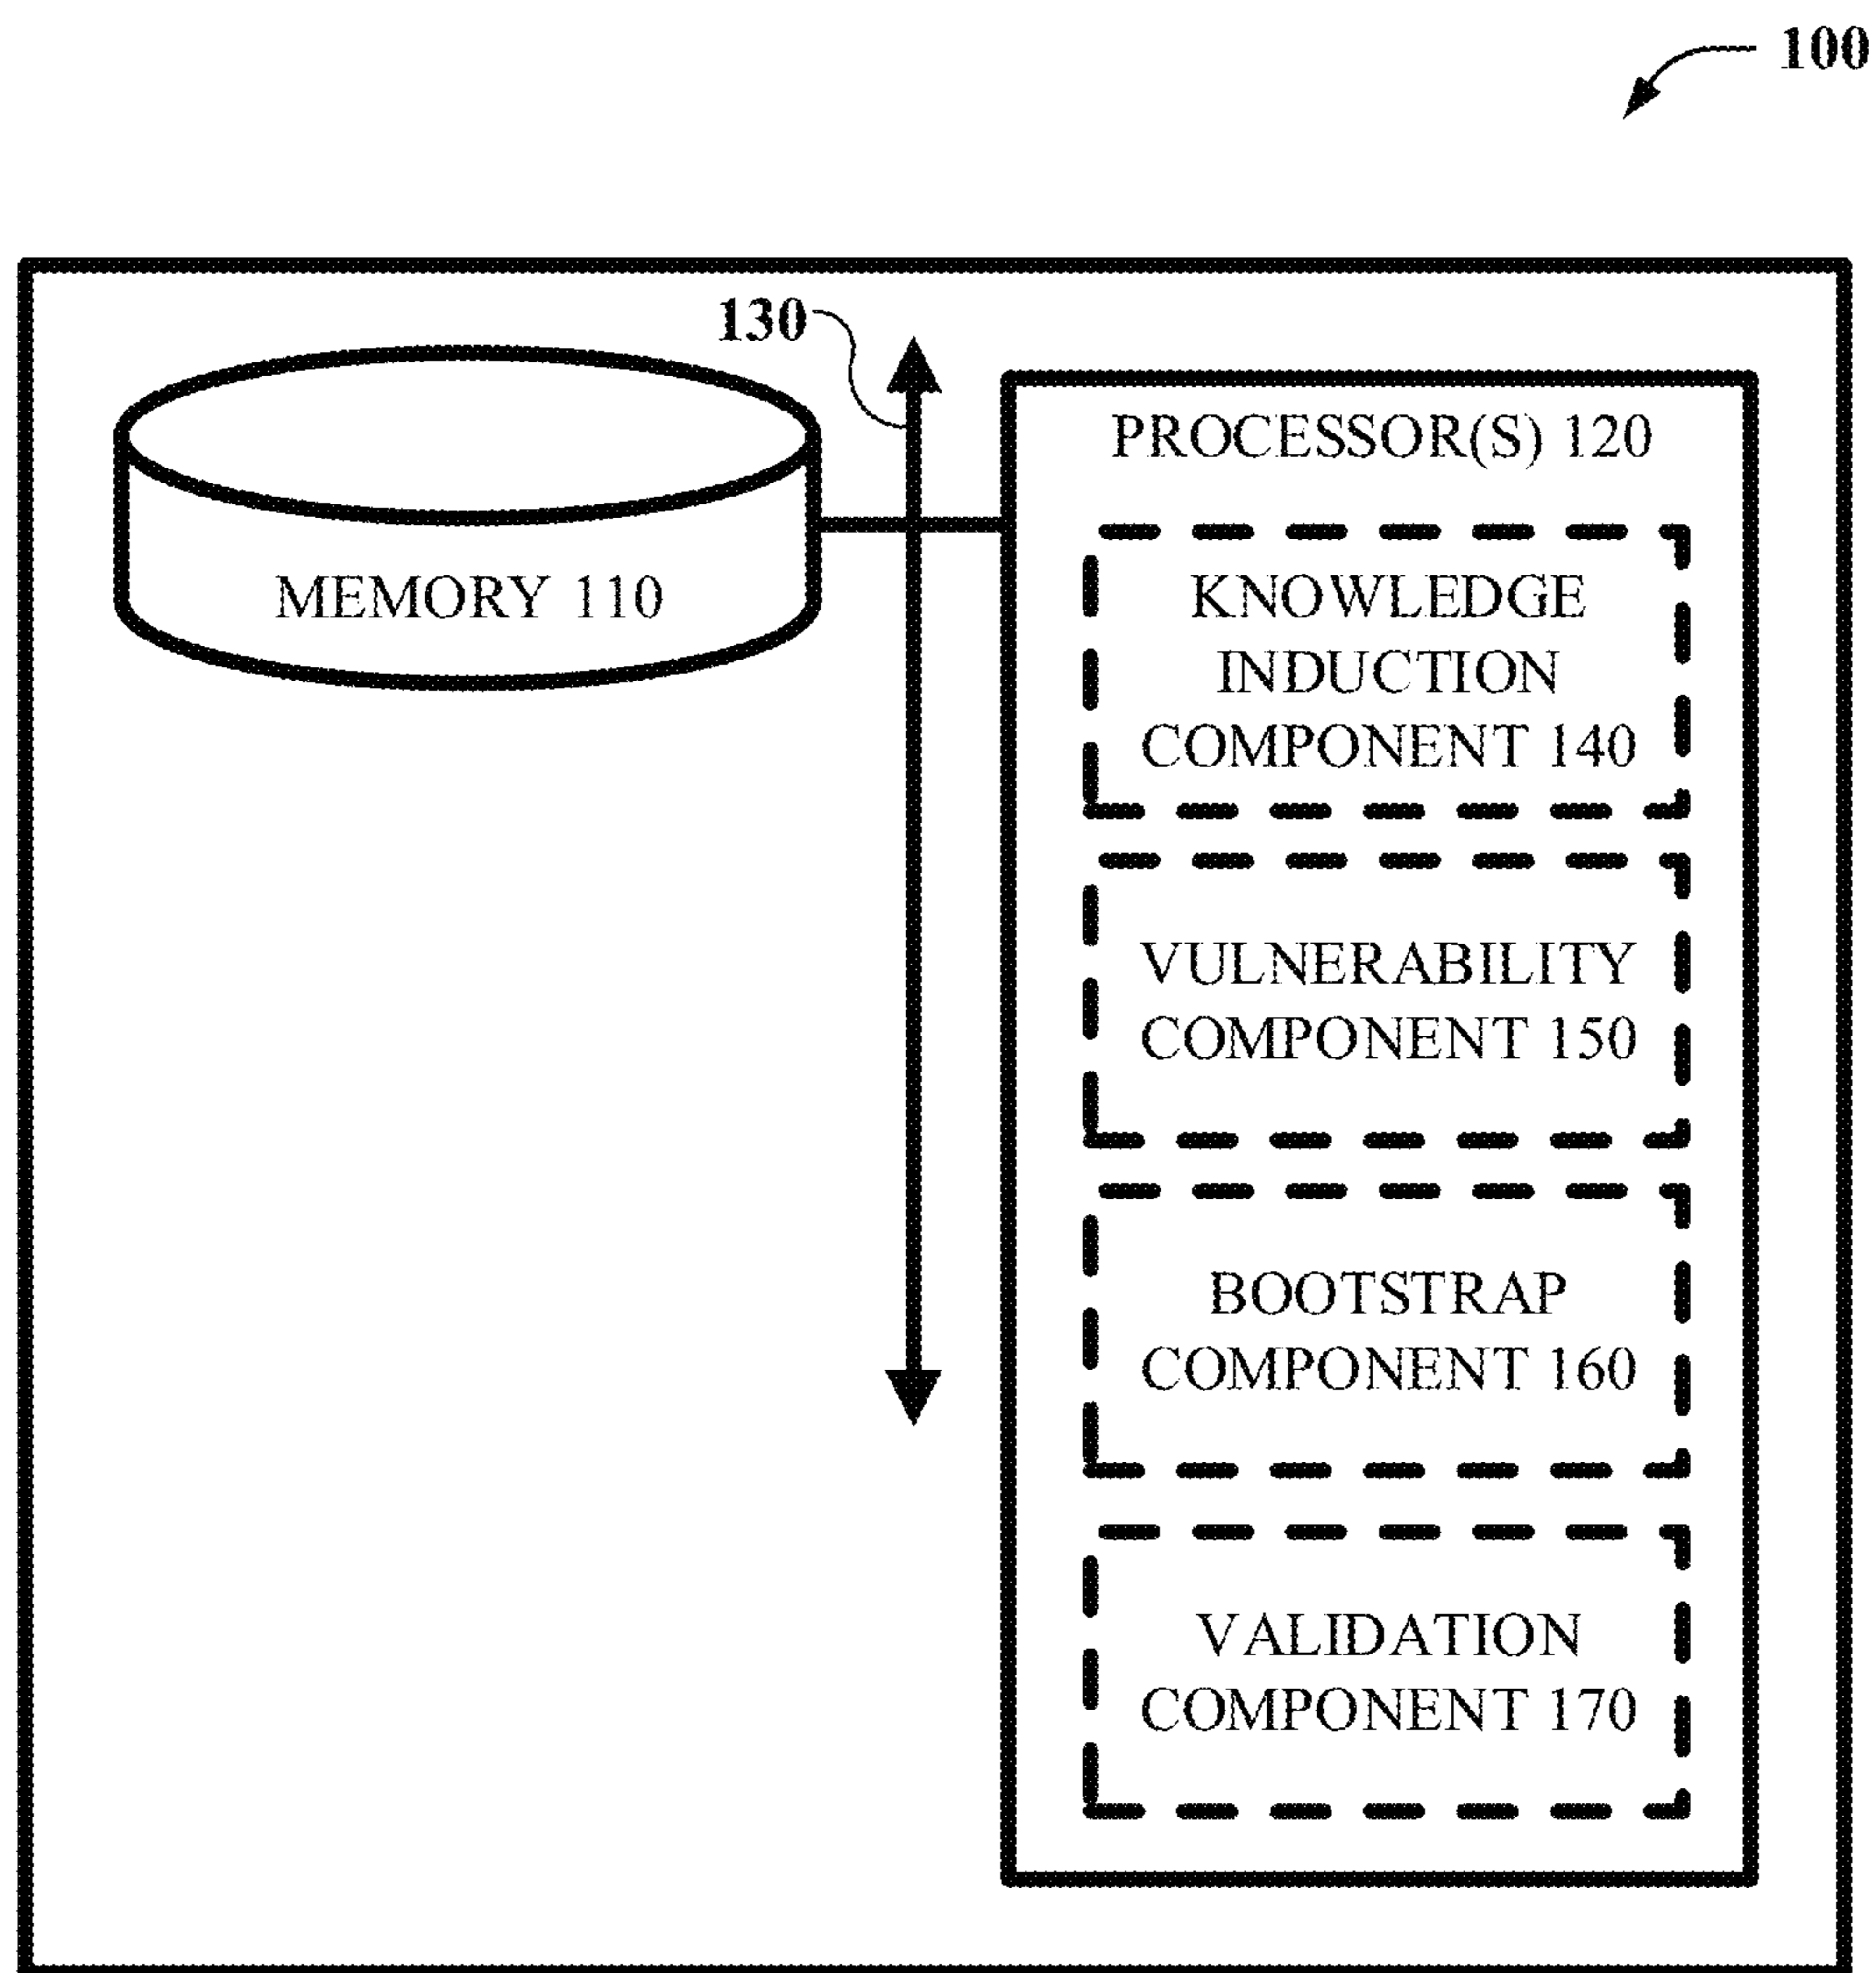 100
130
PROCESSOR(S) 120
MEMORY 110
KNOWLEDGE
INDUCTION
COMPONENT 140
VULNERABILITY
COMPONENT 150
BOOTSTRAP
COMPONENT 160
VALIDATION
COMPONENT 170